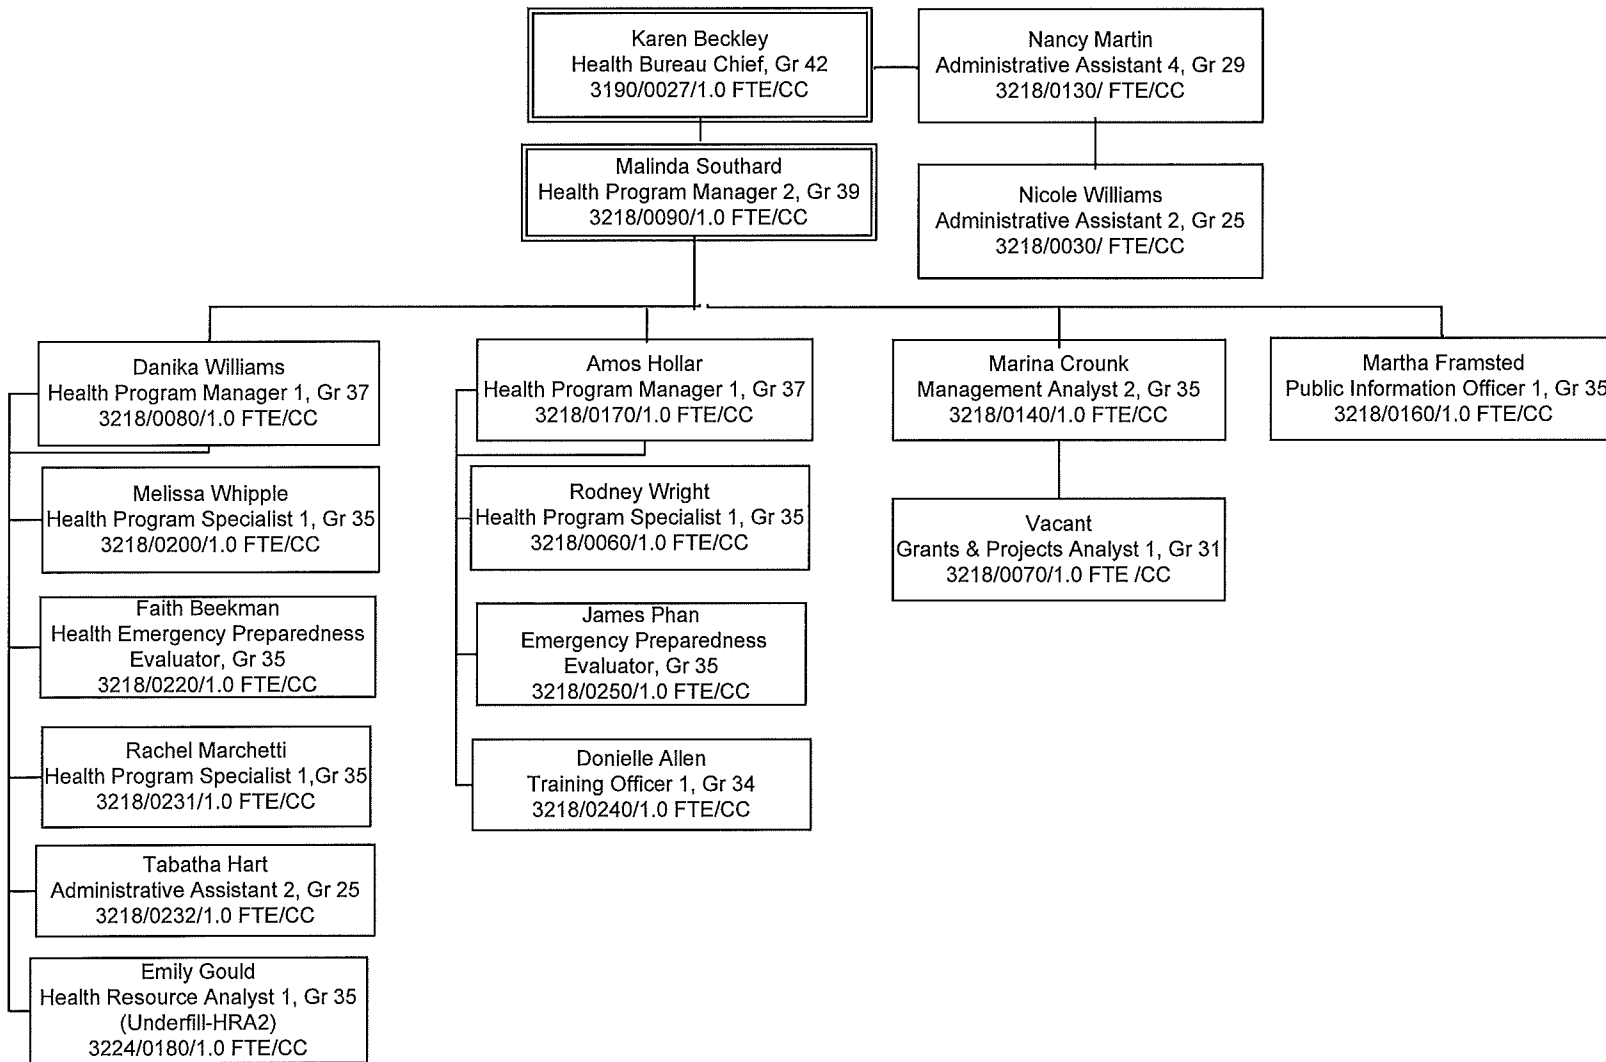 Karen Beckley
Health Bureau Chief, Gr 42
3190/0027/1.0 FTE/CC
Nancy Martin
Administrative Assistant 4, Gr 29
3218/0130/ FTE/CC
Malinda Southard
Health Program Manager 2, Gr 39
3218/0090/1.0 FTE/CC
Nicole Williams
Administrative Assistant 2, Gr 25
3218/0030/ FTE/CC
Danika Williams
Health Program Manager 1, Gr 37
3218/0080/1.0 FTE/CC
Amos Hollar
Health Program Manager 1, Gr 37
3218/0170/1.0 FTE/CC
Marina Crounk
Management Analyst 2, Gr 35
3218/0140/1.0 FTE/CC
Martha Framsted
Public Information Officer 1, Gr 35
3218/0160/1.0 FTE/CC
Melissa Whipple
Health Program Specialist 1, Gr 35
3218/0200/1.0 FTE/CC
Rodney Wright
Health Program Specialist 1, Gr 35
3218/0060/1.0 FTE/CC
Vacant
Grants & Projects Analyst 1, Gr 31
3218/0070/1.0 FTE /CC
Faith Beekman
Health Emergency Preparedness
Evaluator, Gr 35
3218/0220/1.0 FTE/CC
James Phan
Emergency Preparedness
Evaluator, Gr 35
3218/0250/1.0 FTE/CC
Rachel Marchetti
Health Program Specialist 1,Gr 35
3218/0231/1.0 FTE/CC
Donielle Allen
Training Officer 1, Gr 34
3218/0240/1.0 FTE/CC
Tabatha Hart
Administrative Assistant 2, Gr 25
3218/0232/1.0 FTE/CC
Emily Gould
Health Resource Analyst 1, Gr 35
(Underfill-HRA2)
3224/0180/1.0 FTE/CC